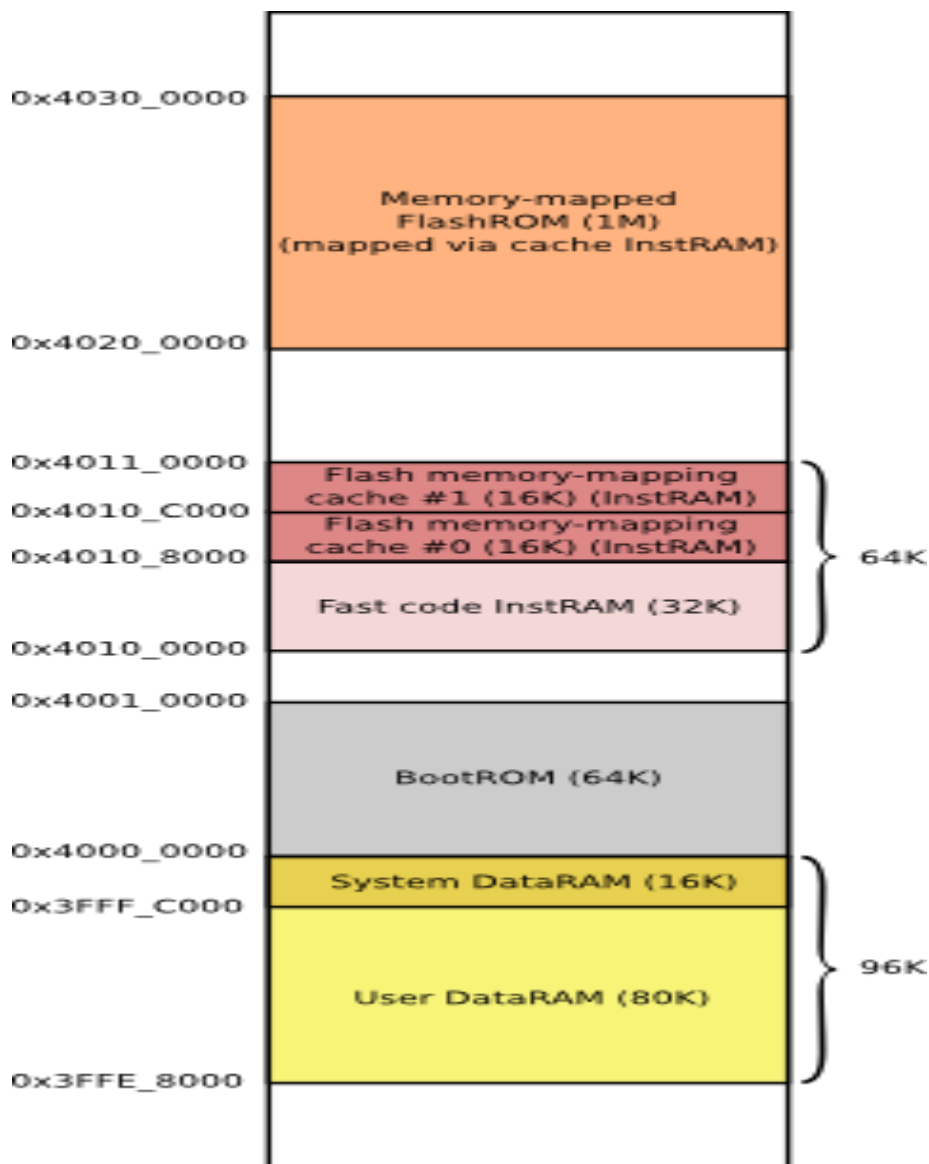 0x4030_0000
Memory-mapped
FlashROM (1M)
(mapped via cache InstRAM)
0x4020_0000
0x4011_0000
Flash memory-mapping
cache #1 (16K) (InstRAM)
0x4010_C000
Flash memory-mapping
cache #0 (16K) (InstRAM)
0x4010_8000
64K
Fast code InstRAM (32K)
0x4010_0000
0x4001_0000
BootROM (64K)
0x4000_0000
System DataRAM (16K)
0x3FFF_C000
96K
User DataRAM (80K)
0x3FFE_8000